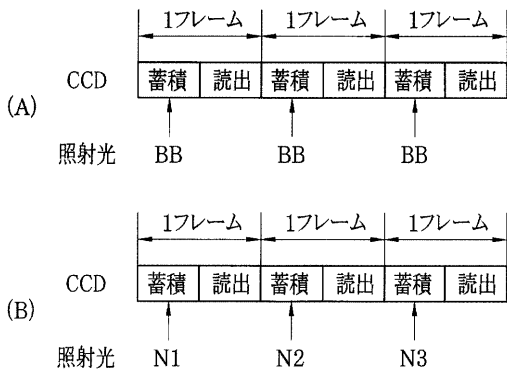 1フレーム 1フレーム 1フレーム
CCD 蓄積 読出 蓄積 読出 蓄積 読出
(A)
照射光 BB BB BB
1フレーム 1フレーム 1フレーム
CCD 蓄積 読出 蓄積 読出 蓄積 読出
(B)
照射光 N1 N2 N3